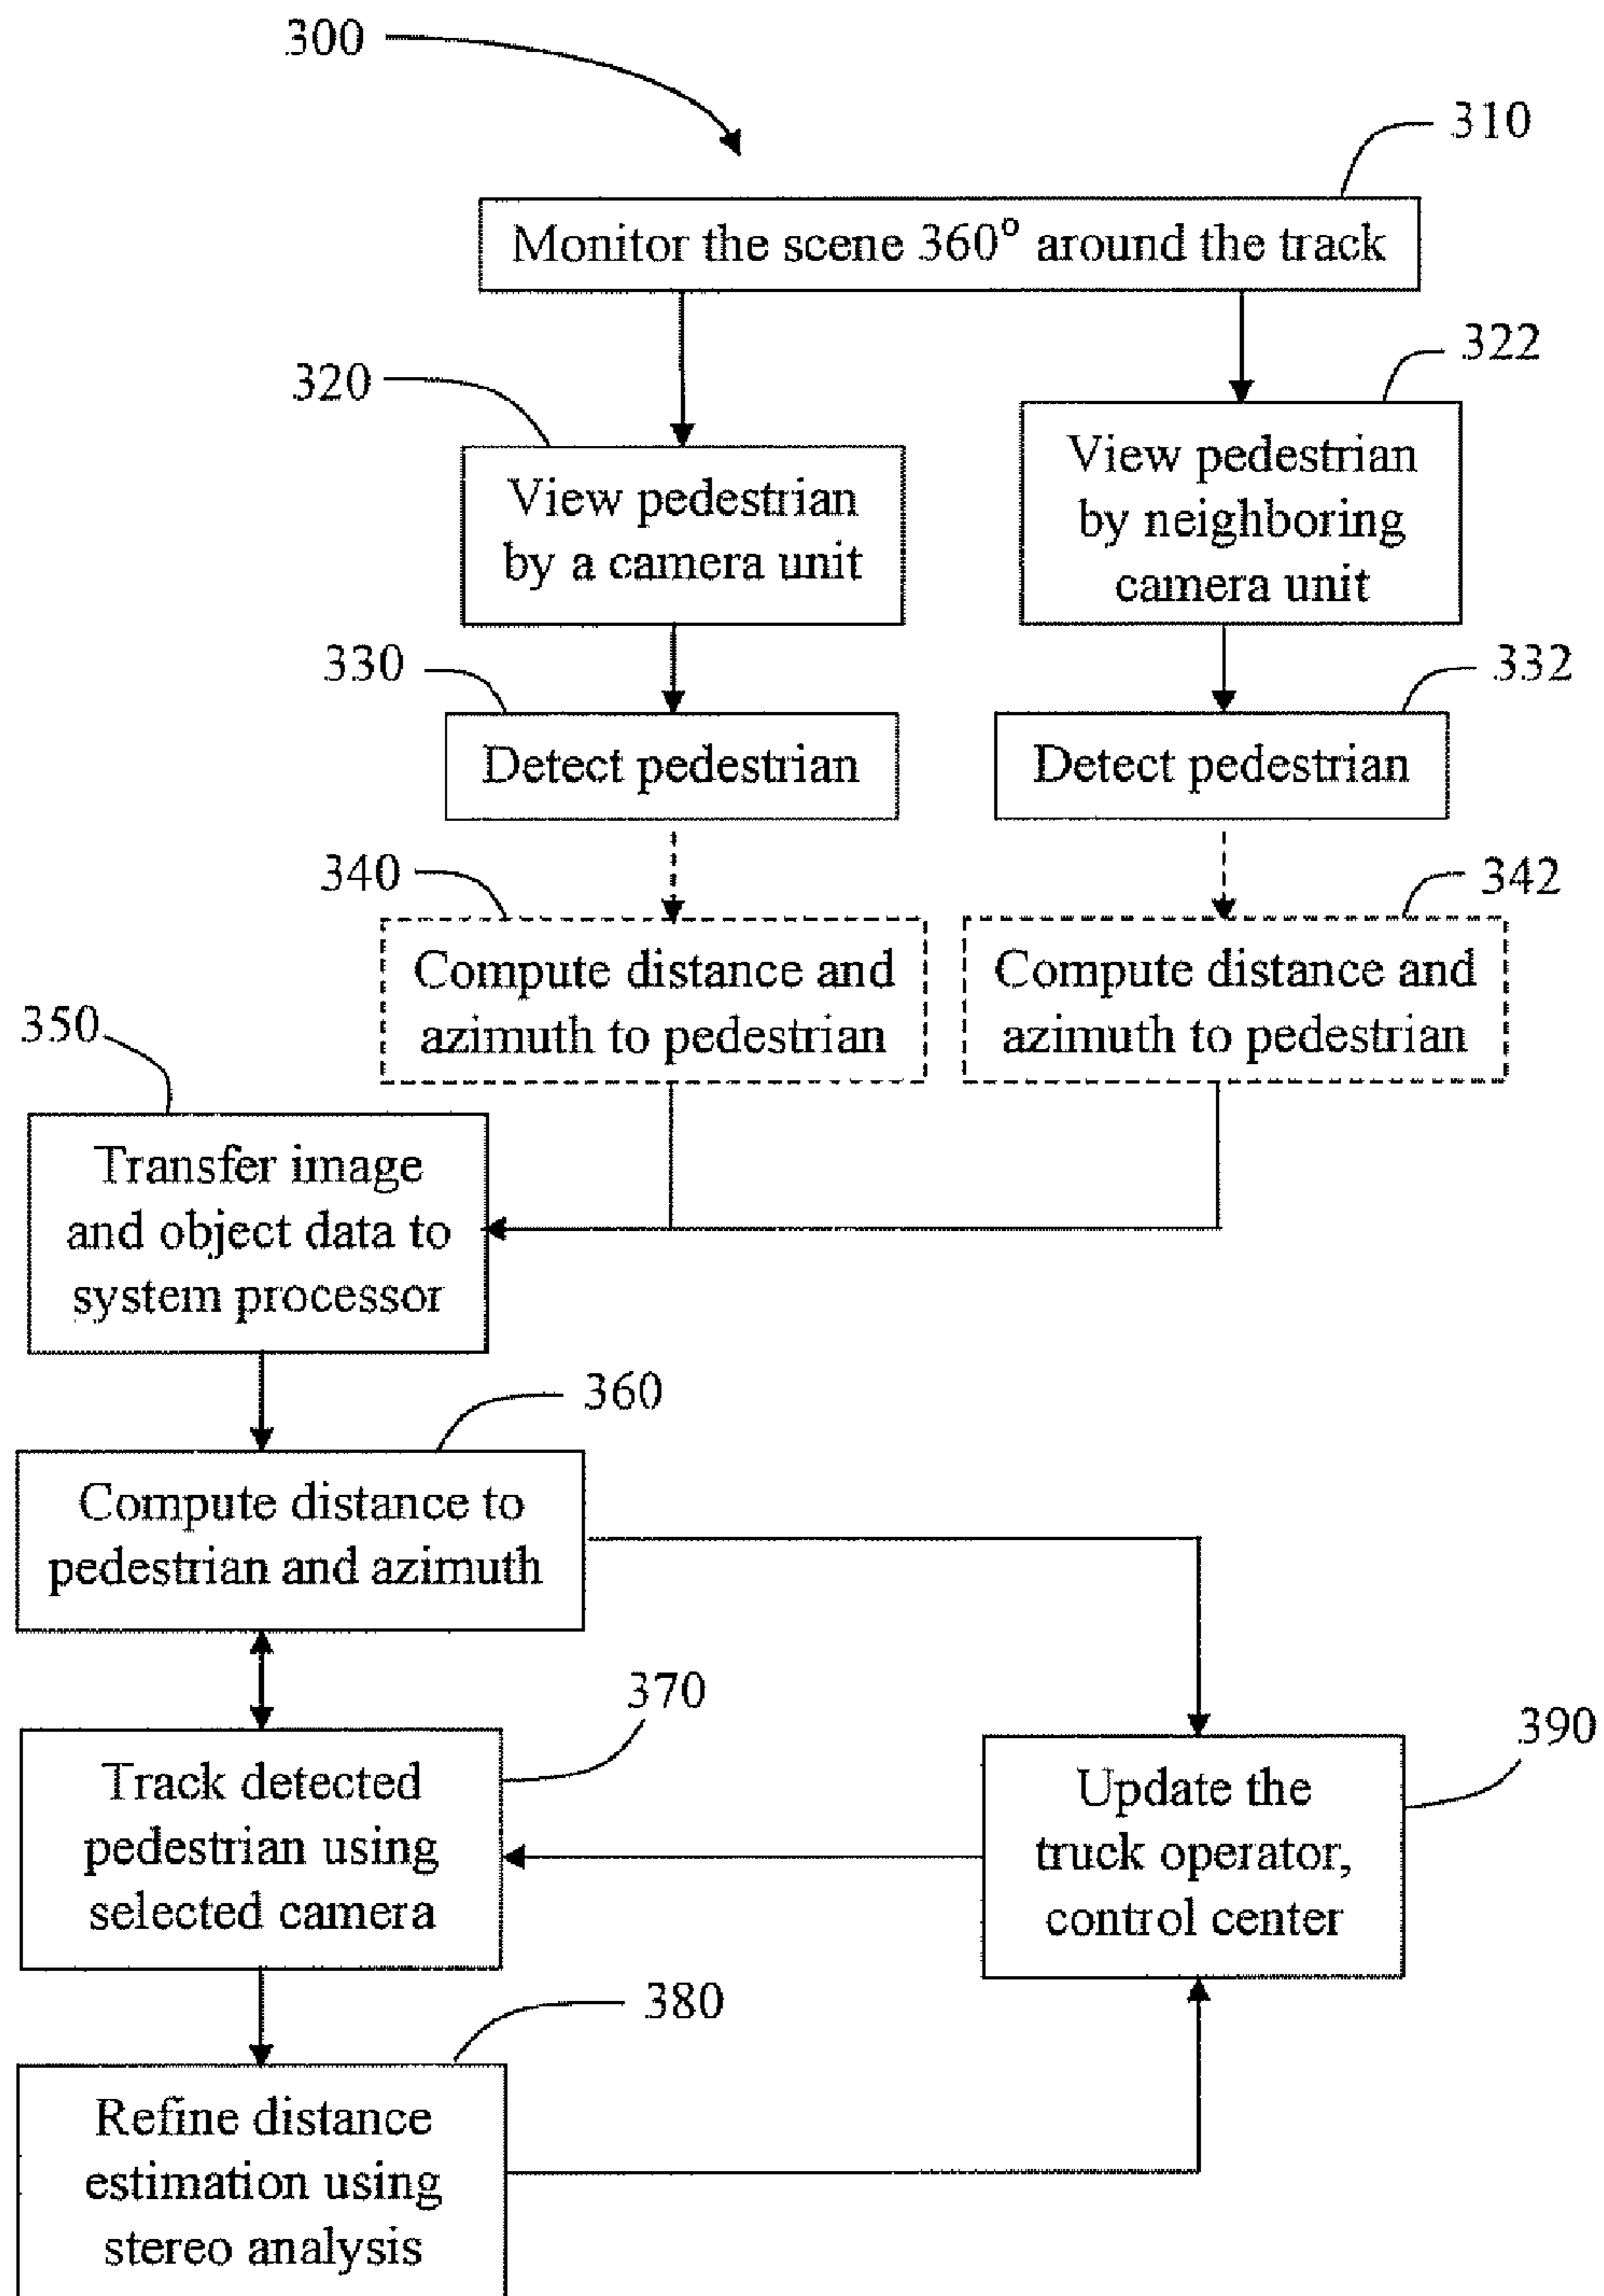 300
310
Monitor the scene 360° around the track
320
322
View pedestrian
by a camera unit
View pedestrian
by neighboring
camera unit
330
332
Detect pedestrian
Detect pedestrian
340
342
Compute distance and
azimuth to pedestrian
Compute distance and
azimuth to pedestrian
350
Transfer image
and object data to
system processor
360
Compute distance to
pedestrian and azimuth
370
390
Track detected
pedestrian using
selected camera
Update the
truck operator,
control center
380
Refine distance
estimation using
stereo analysis